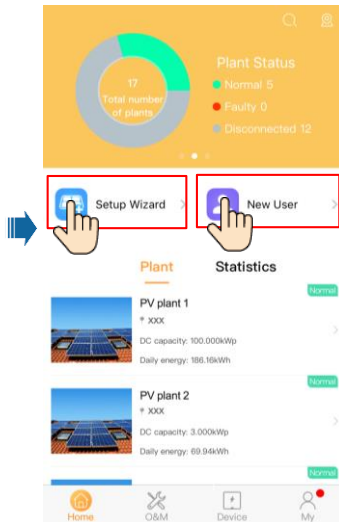 Plant Status
17
Total number
of plants
Normal 5
Faulty 0
Disconnected 12
Setup Wizard
New User
Plant
Statistics
Normal
PV plant 1
XXX
DC capacity: 100.000kWp
Daily energy: 186.16kWh
Normal
PV plant 2
XXX
DC capacity: 3.000kWp
Daily energy: 69.94kWh
Normal
Home
O&M
Device
My